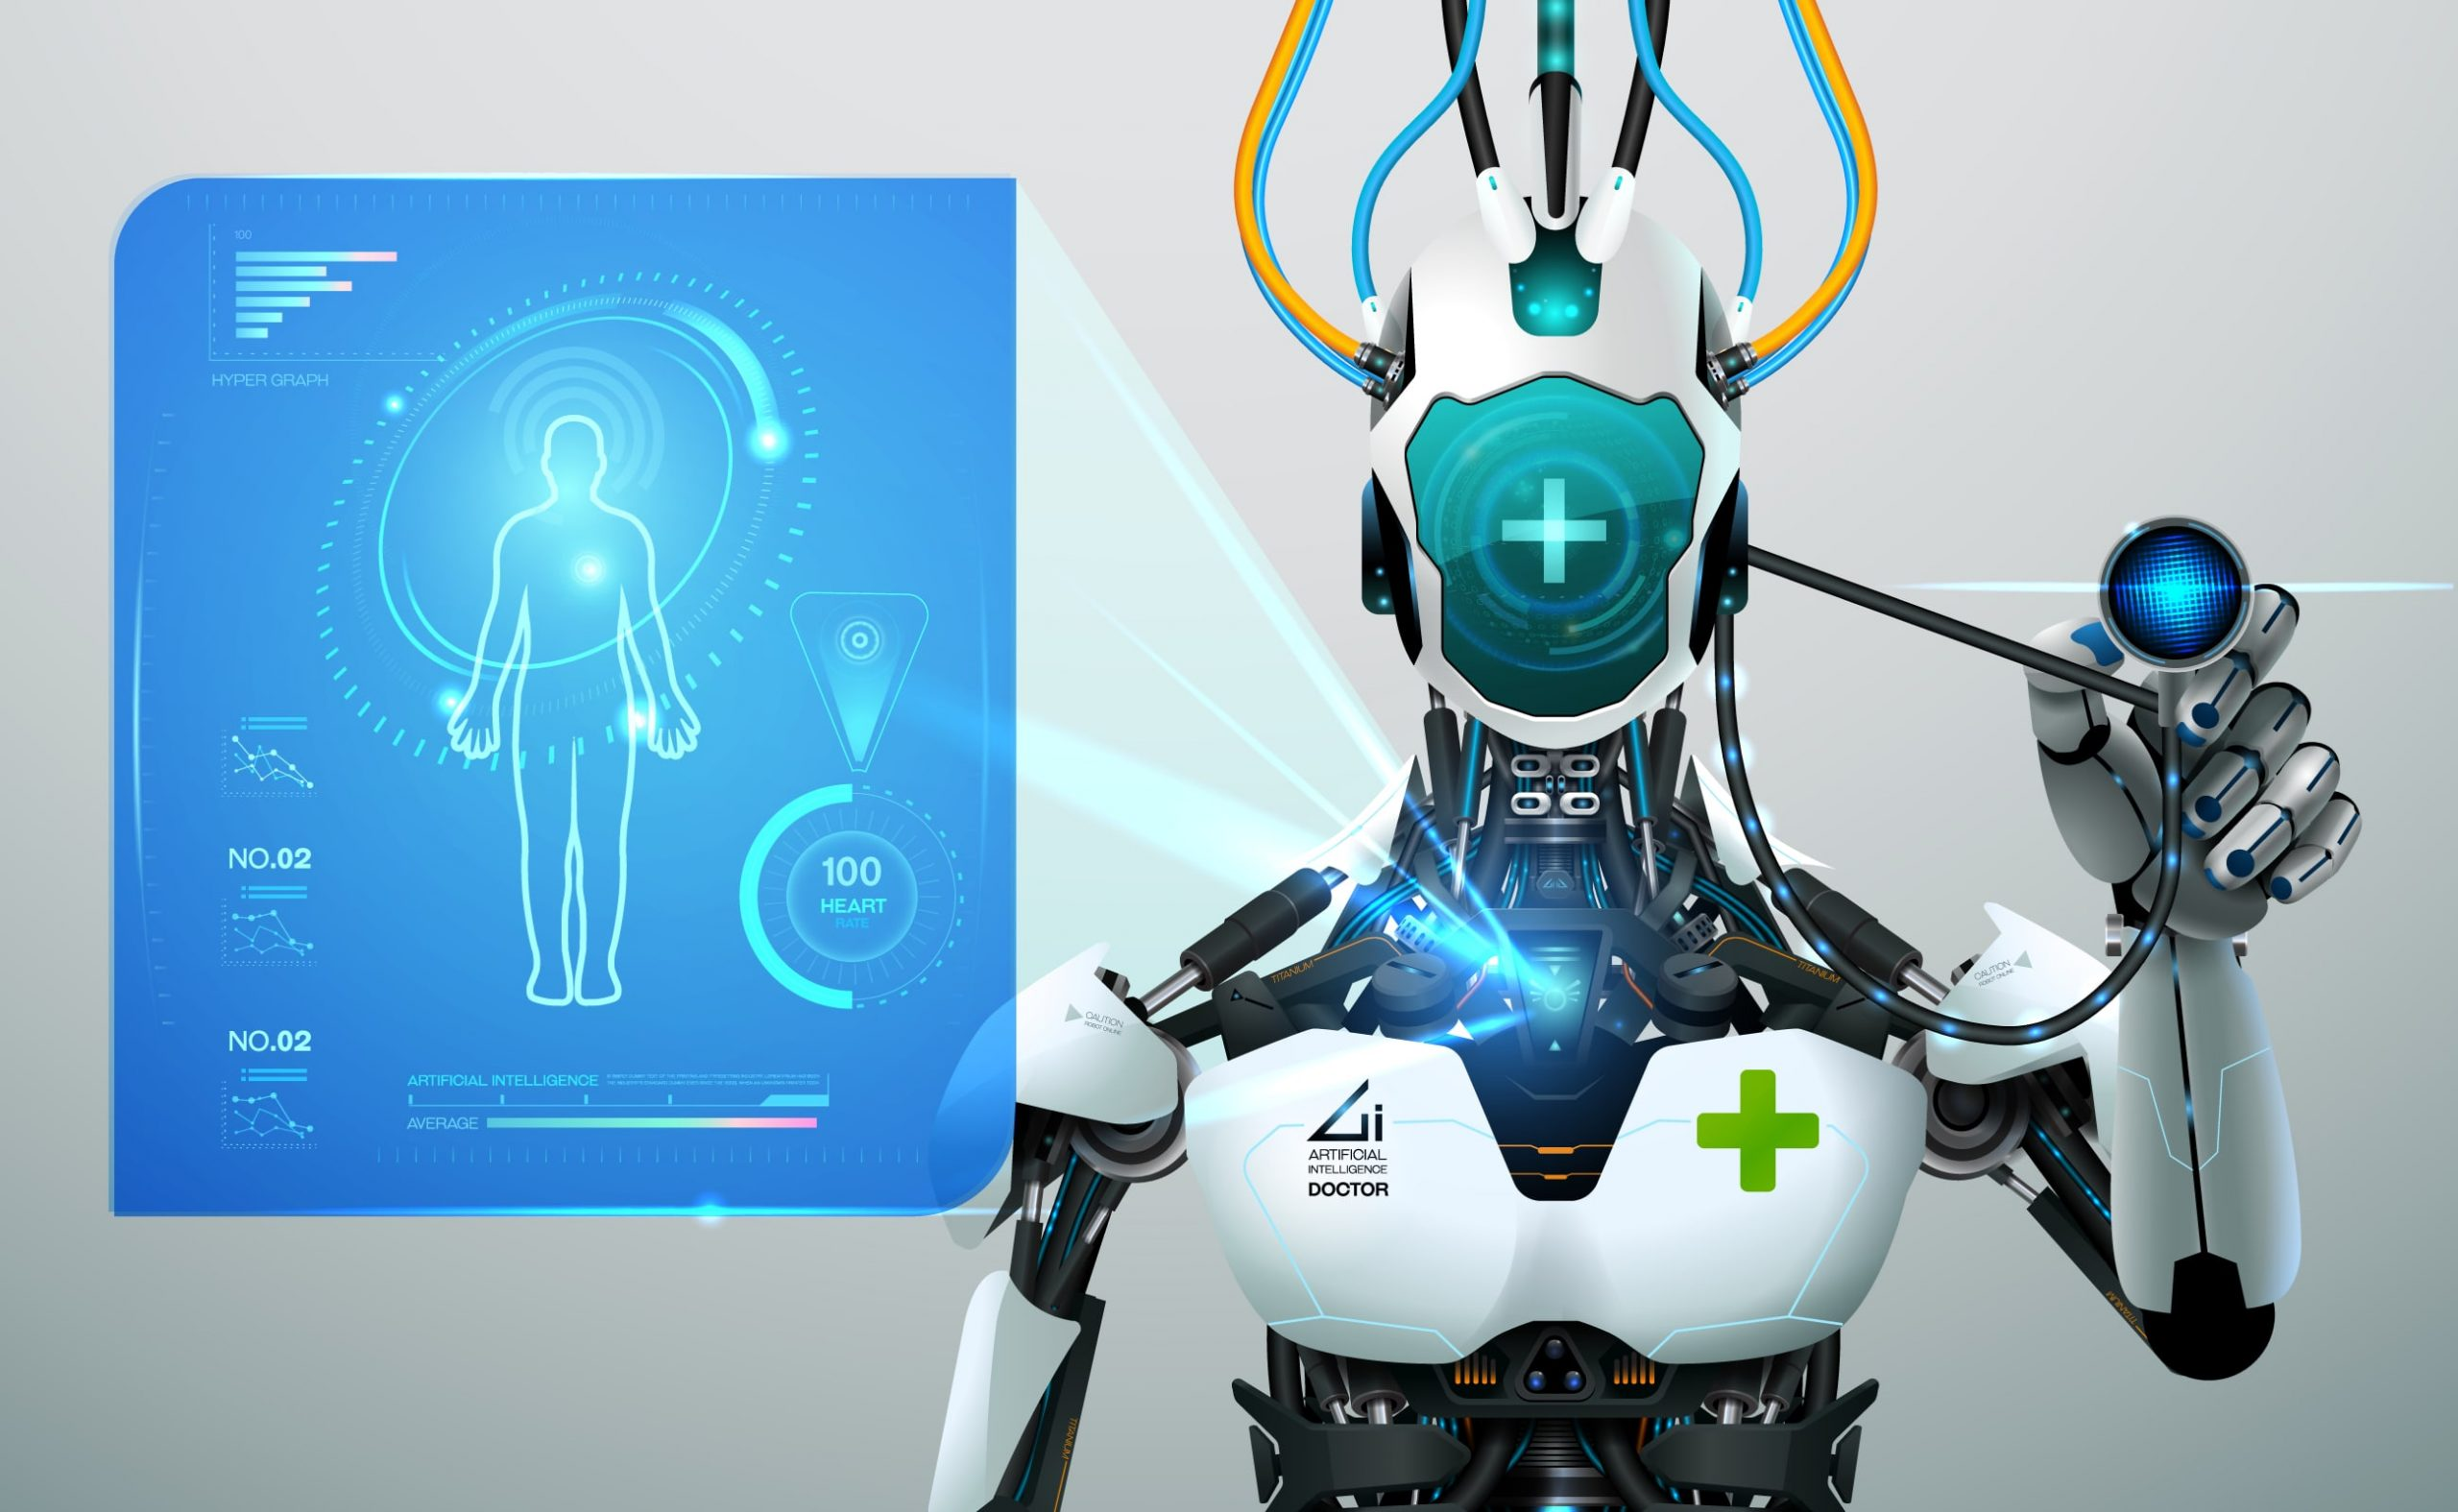 100
HYPER GRAPH
NO.02
NO.02
100
HEART
RATE
ARTIFICIAL INTELLIGENCE
AVERAGE
TITANIUM
TITANIUM
CAUTION
ROBOT ONLINE
CAUTION
ROBOT ONLINE
Ai
ARTIFICIAL
INTELLIGENCE
DOCTOR
TITANIUM
TITANIUM